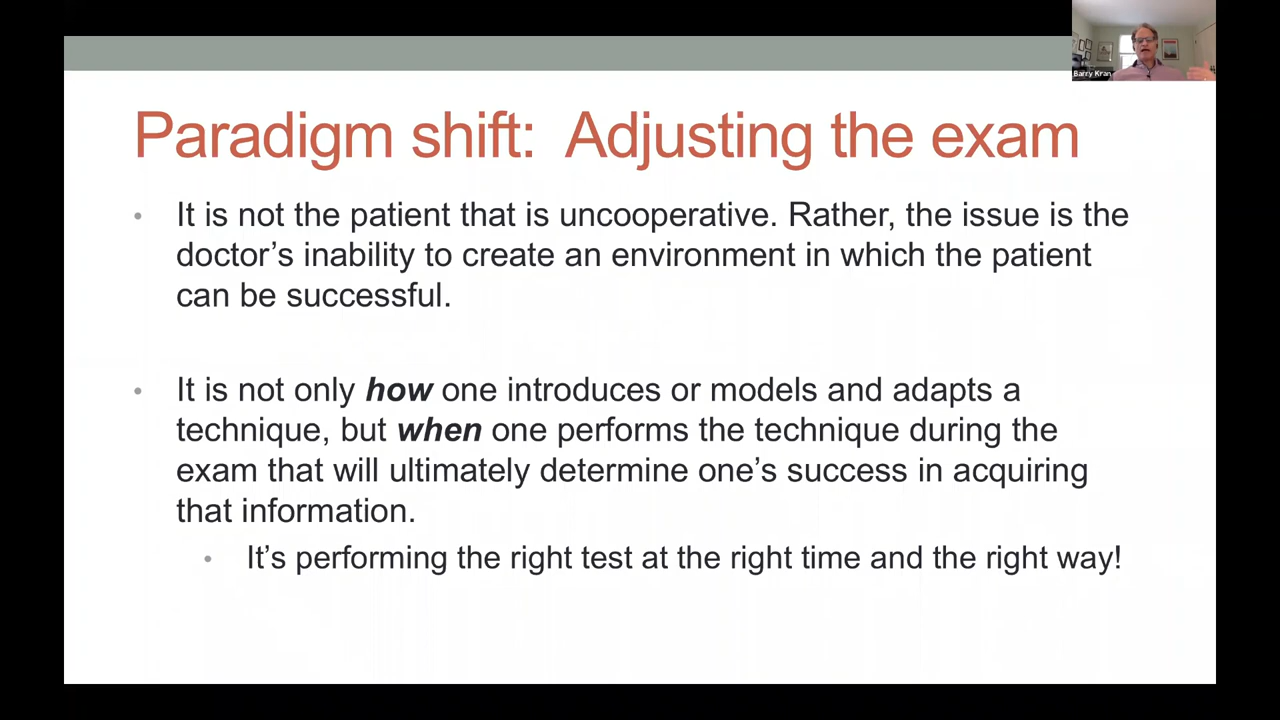 Barry Kran
Paradigm shift: Adjusting the exam
• It is not the patient that is uncooperative. Rather, the issue is the
doctor’s inability to create an environment in which the patient
can be successful.
• It is not only how one introduces or models and adapts a
technique, but when one performs the technique during the
exam that will ultimately determine one’s success in acquiring
that information.
• It’s performing the right test at the right time and the right way!